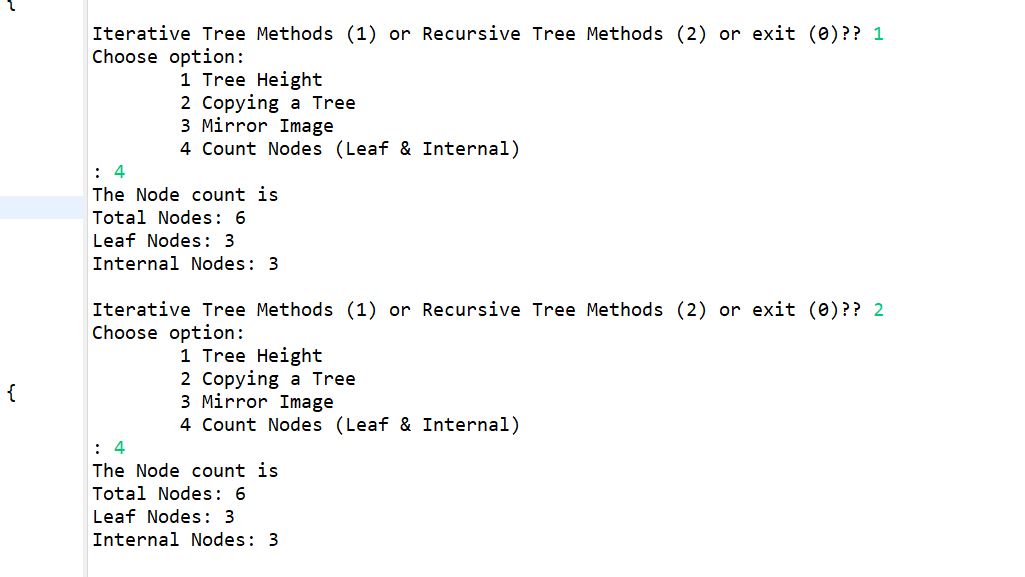 {
Iterative Tree Methods (1) or Recursive Tree Methods (2) or exit (0)?? 1
Choose option:
1 Tree Height
2 Copying a Tree
3 Mirror Image
4 Count Nodes (Leaf & Internal)
: 4
The Node count is
Total Nodes: 6
Leaf Nodes: 3
Internal Nodes: 3
Iterative Tree Methods (1) or Recursive Tree Methods (2) or exit (0)?? 2
Choose option:
1 Tree Height
2 Copying a Tree
3 Mirror Image
{
4 Count Nodes (Leaf & Internal)
: 4
The Node count is
Total Nodes: 6
Leaf Nodes: 3
Internal Nodes: 3